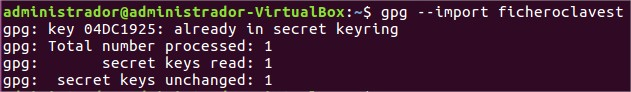 administrador@administrador-VirtualBox:~$ gpg --import ficheroclavest
gpg: key 04DC1925: already in secret keyring
gpg: Total number processed: 1
gpg:       secret keys read: 1
gpg:  secret keys unchanged: 1